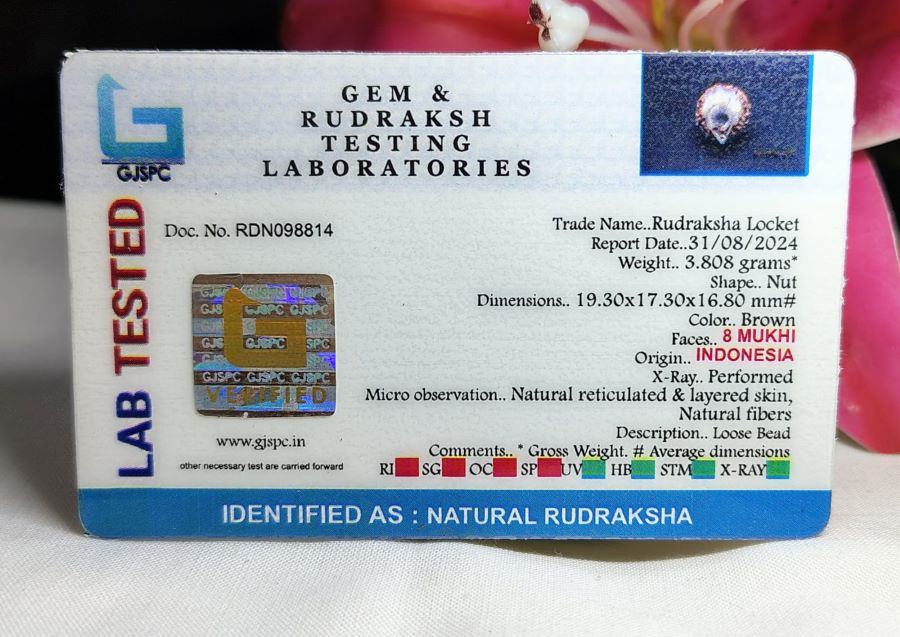 GEM &
RUDRAKSH
TESTING
LABORATORIES
GJSPC
LAB TESTED
Doc. No. RDN098814
Trade Name..Rudraksha Locket
Report Date..31/08/2024
Weight.. 3.808 grams*
Shape.. Nut
Dimensions.. 19.30x17.30x16.80 mm#
Color.. Brown
Faces.. 8 MUKHI
Origin.. INDONESIA
X-Ray.. Performed
Micro observation.. Natural reticulated & layered skin,
Natural fibers
Description.. Loose Bead
Comments.. * Gross Weight. # Average dimensions
RI SG OC SP UV HB STM X-RAY
GJSPC GJSPC GJSPC
VERIFIED
www.gjspc.in
other necessary test are carried forward
IDENTIFIED AS : NATURAL RUDRAKSHA